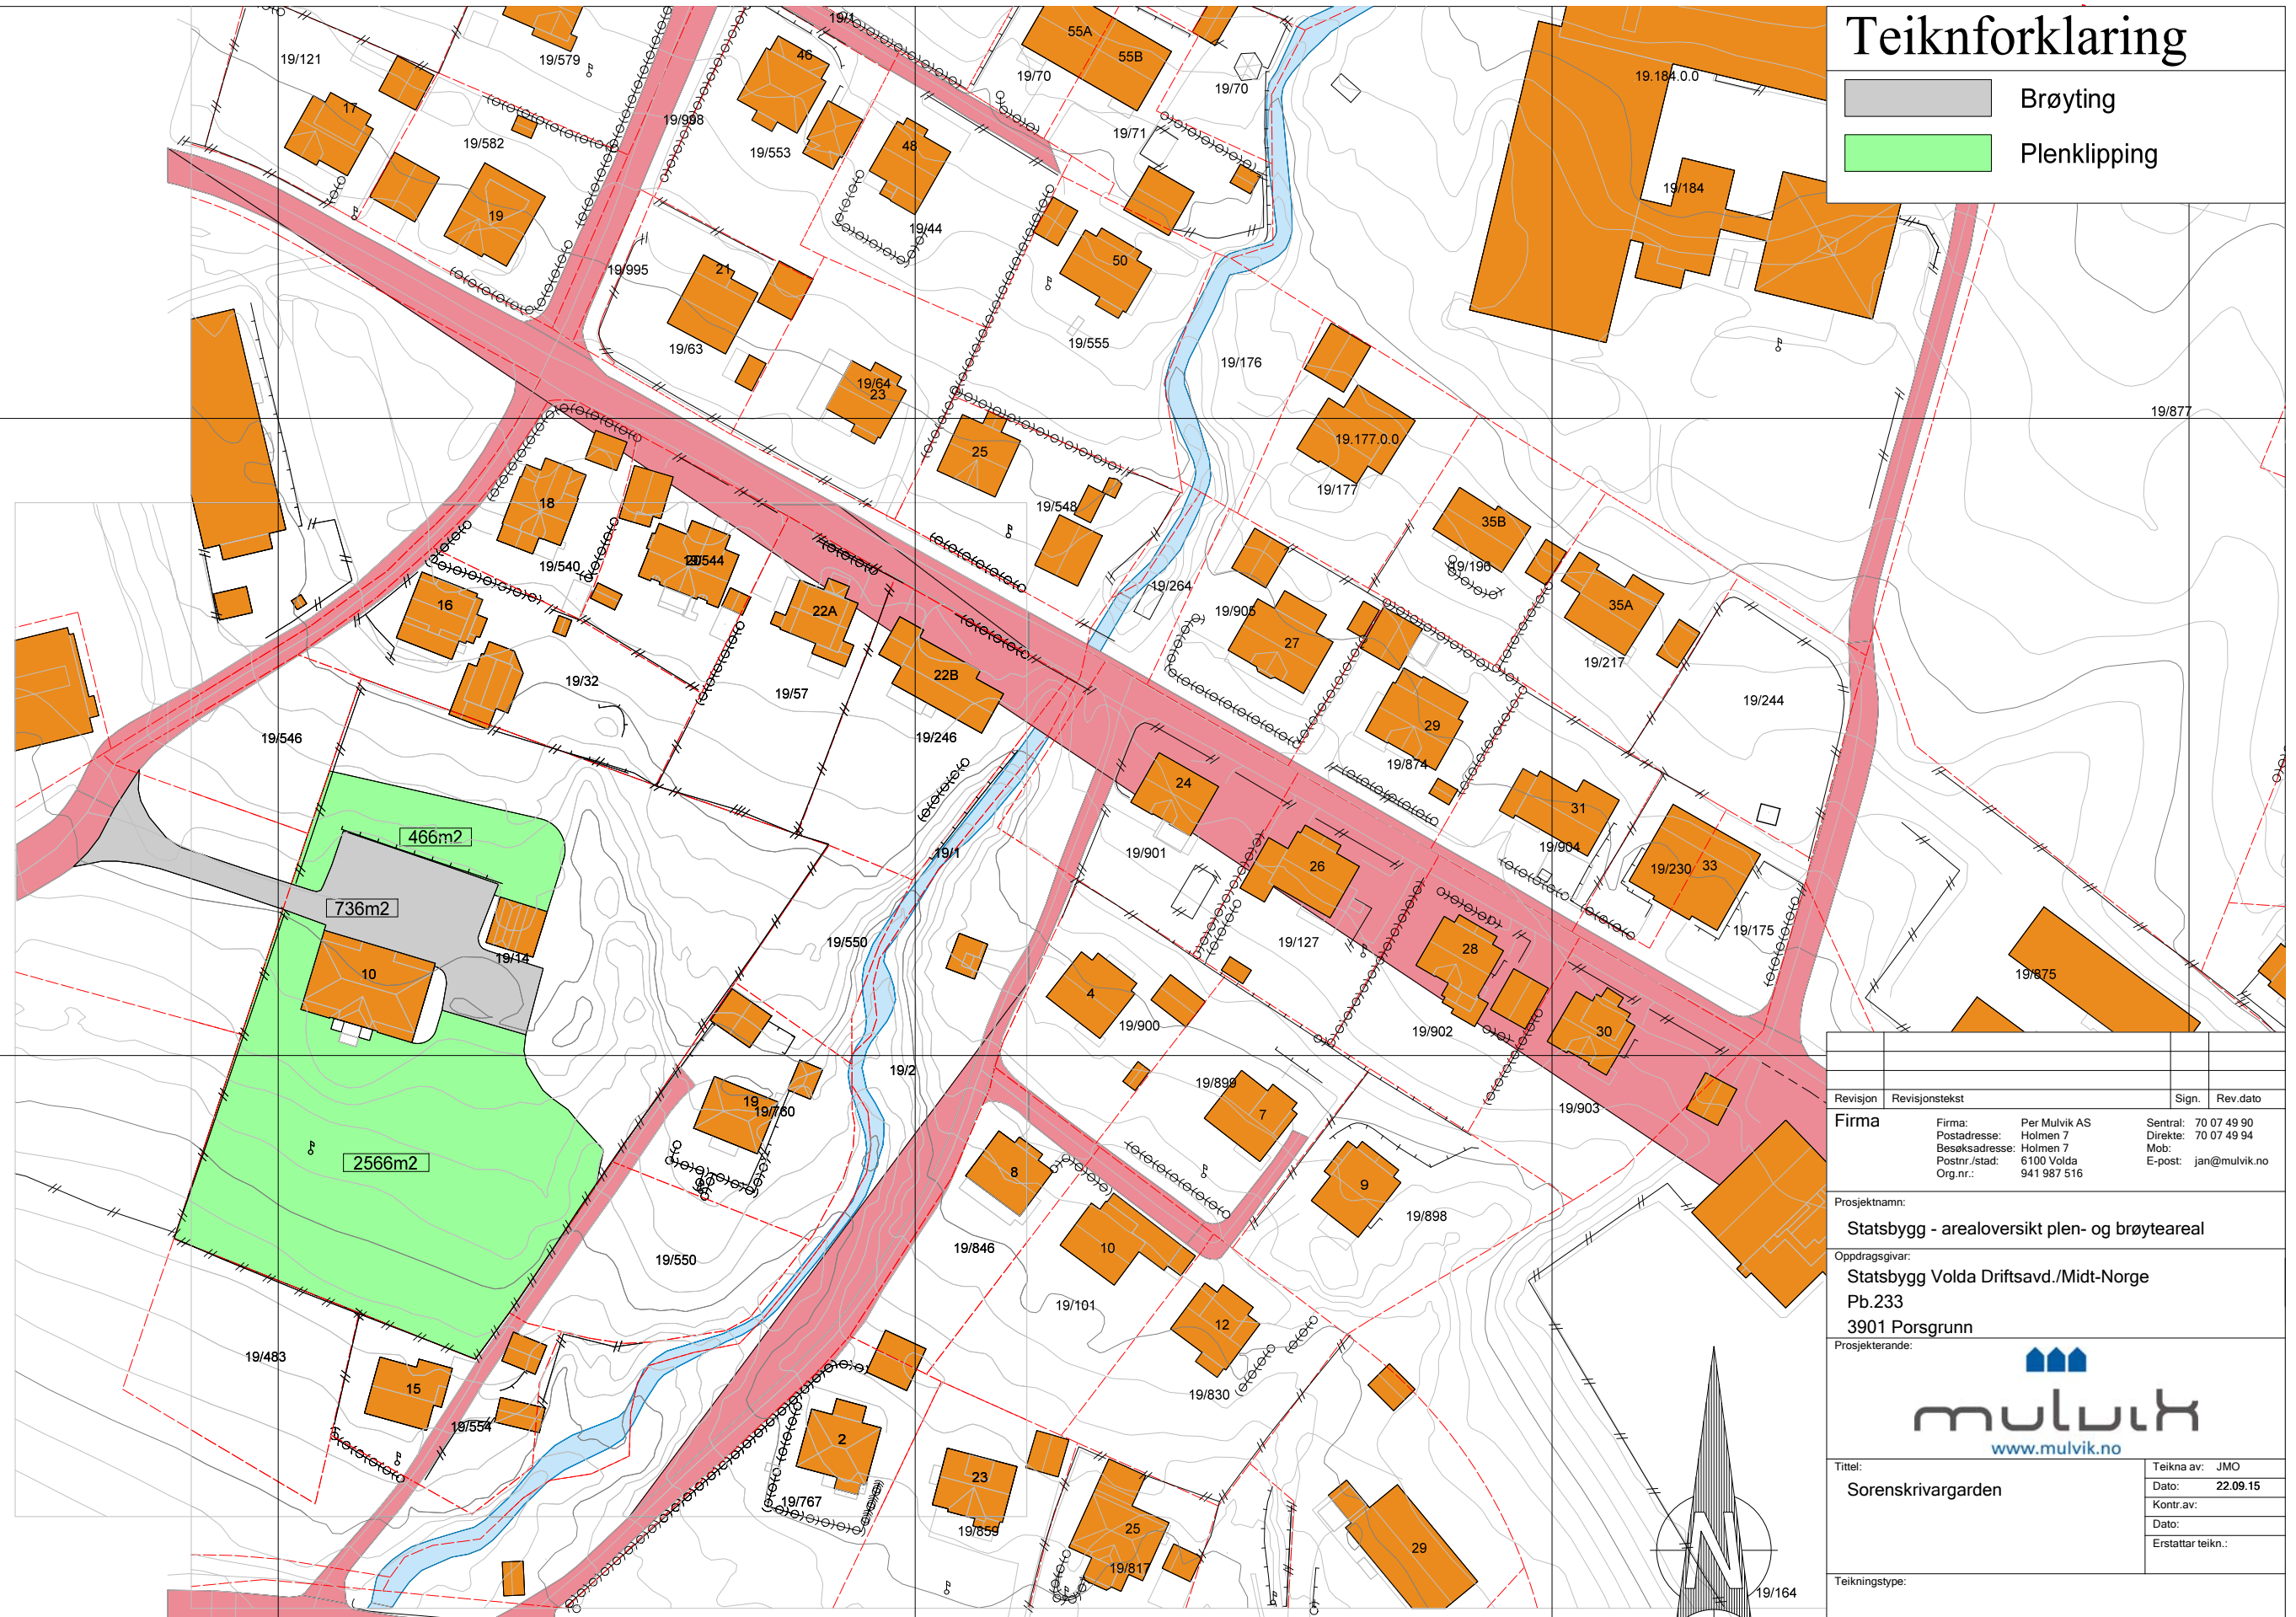 Teiknforklaring
Brøyting
Plenklipping
19/1
55A
55B
46
19/121
19/579
19/70
19/70
19.184.0.0
17
19/998
19/582
19/553
48
19/71
19/184
19
19/44
50
19/995
21
19/63
19/555
19/176
19/64
23
19/877
19.177.0.0
25
19/177
18
19/548
35B
19/540
19/196
16
22A
19/264
19/905
35A
27
19/32
19/57
22B
19/217
19/244
29
19/546
19/246
19/874
24
31
466m2
19/1
19/901
26
19/904
19/230
33
736m2
19/550
19/127
28
19/175
10
19/14
4
19/900
19/902
30
19/875
19/2
19
19/760
19/899
7
19/903
2566m2
8
9
19/898
19/550
19/846
10
19/101
12
19/483
15
19/830
19/554
2
23
19/767
19/859
25
19/817
29
19/164
N
Revisjon Revisjonstekst Sign. Rev.dato
Firma
Firma: Per Mulvik AS Sentral: 70 07 49 90
Postadresse: Holmen 7 Direkte: 70 07 49 94
Besøksadresse: Holmen 7 Mob:
Postnr./stad: 6100 Volda E-post: jan@mulvik.no
Org.nr.: 941 987 516
Prosjektnamn:
Statsbygg - arealoversikt plen- og brøyteareal
Oppdragsgivar:
Statsbygg Volda Driftsavd./Midt-Norge
Pb.233
3901 Porsgrunn
Prosjekterande:
mulvik
www.mulvik.no
Tittel:
Sorenskrivargarden
Teikna av: JMO
Dato: 22.09.15
Kontr.av:
Dato:
Erstattar teikn.:
Teikningstype: